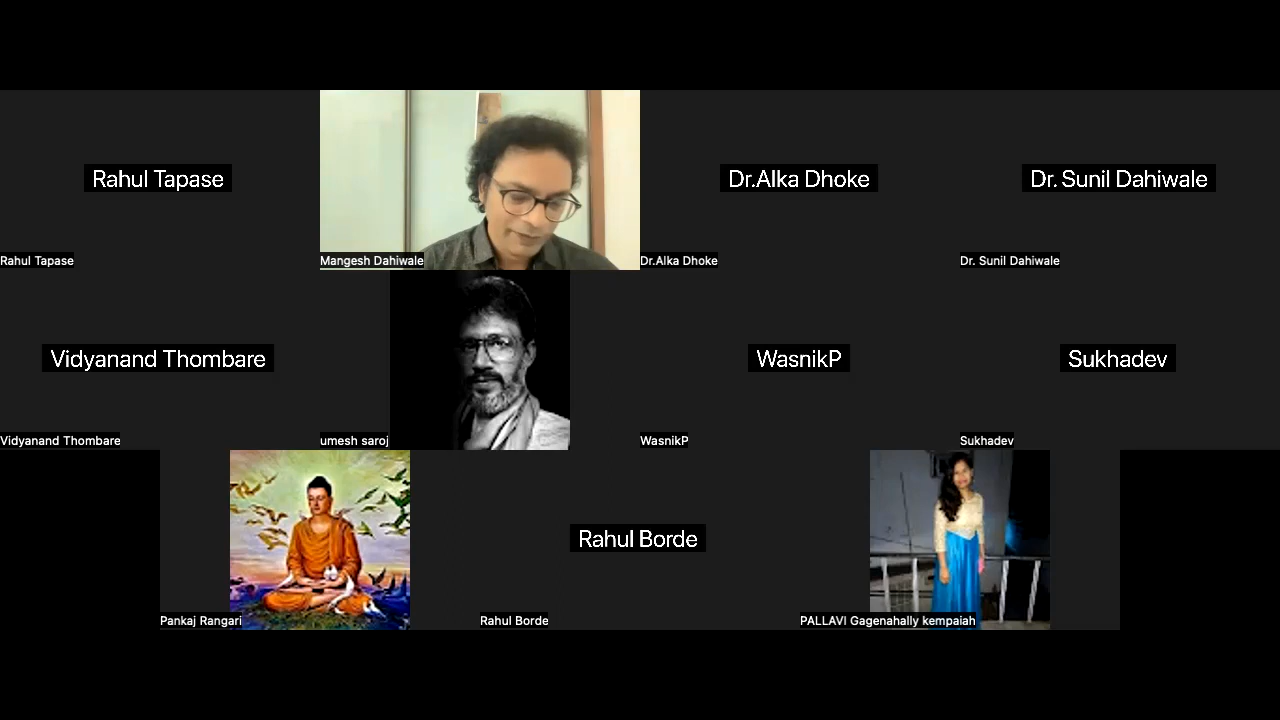 Rahul Tapase
Dr.Alka Dhoke
Dr. Sunil Dahiwale
Rahul Tapase
Mangesh Dahiwale
Dr.Alka Dhoke
Dr. Sunil Dahiwale
Vidyanand Thombare
WasnikP
Sukhadev
Vidyanand Thombare
umesh saroj
WasnikP
Sukhadev
Rahul Borde
Pankaj Rangari
Rahul Borde
PALLAVI Gagenahally kempaiah